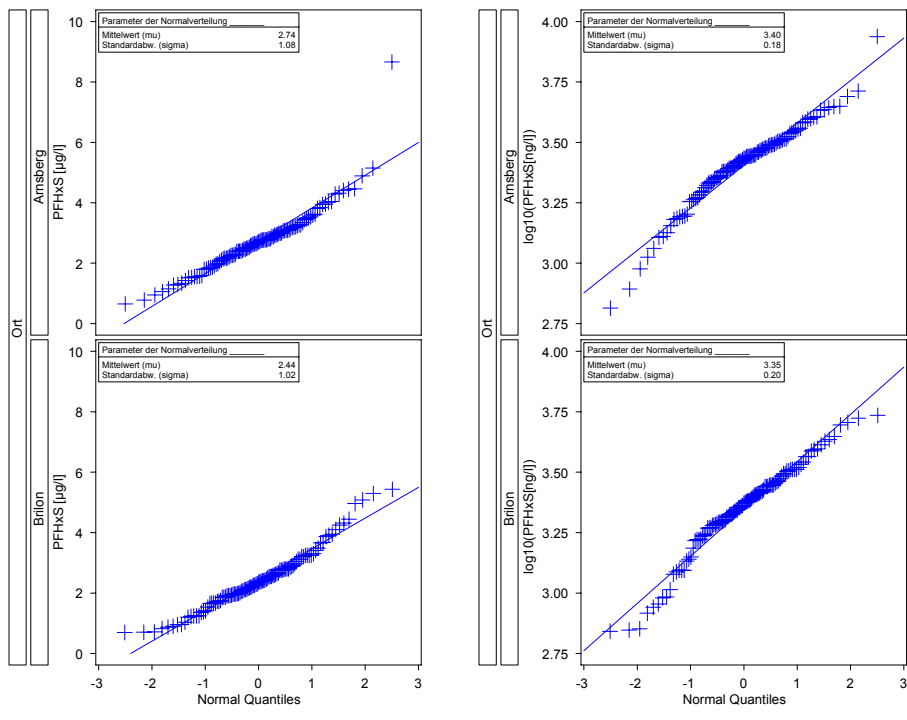 Ort
Arnsberg
PFHxS [µg/l]
10
8
6
4
2
0
Parameter der Normalverteilung ______
Mittelwert (mu) 2.74
Standardabw. (sigma) 1.08
Brilon
PFHxS [µg/l]
10
8
6
4
2
0
Parameter der Normalverteilung ______
Mittelwert (mu) 2.44
Standardabw. (sigma) 1.02
-3 -2 -1 0 1 2 3
Normal Quantiles
Ort
Arnsberg
log10(PFHxS[ng/l])
4.00
3.75
3.50
3.25
3.00
2.75
Parameter der Normalverteilung ______
Mittelwert (mu) 3.40
Standardabw. (sigma) 0.18
Brilon
log10(PFHxS[ng/l])
4.00
3.75
3.50
3.25
3.00
2.75
Parameter der Normalverteilung ______
Mittelwert (mu) 3.35
Standardabw. (sigma) 0.20
-3 -2 -1 0 1 2 3
Normal Quantiles